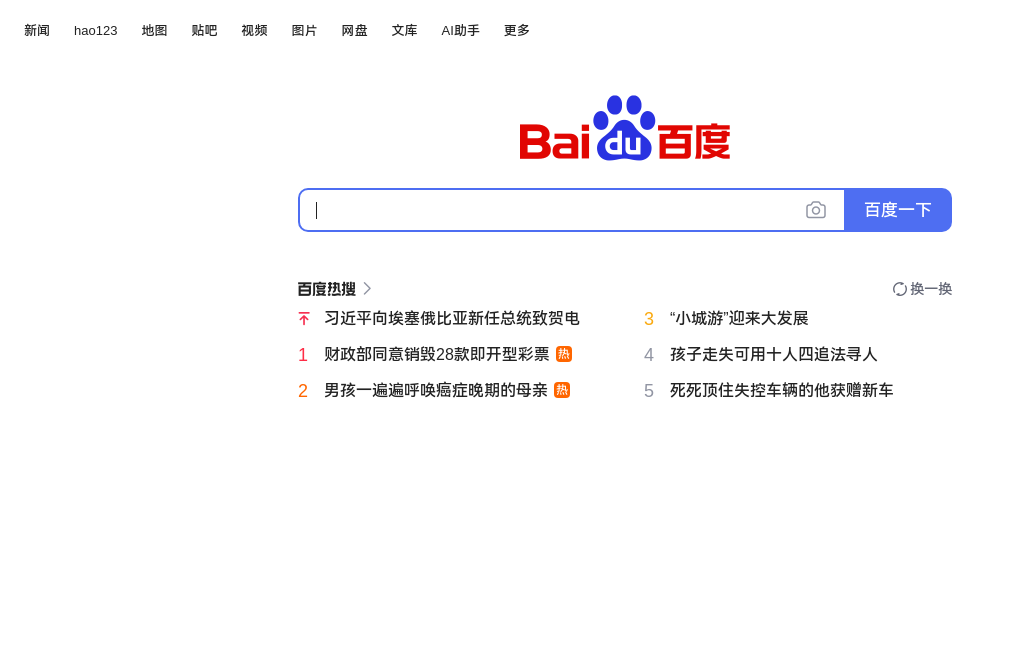 新闻 hao123 地图 贴吧 视频 图片 网盘 文库 AI助手 更多
Bai du 百度
百度一下
百度热搜 换一换
习近平向埃塞俄比亚新任总统致贺电
1 财政部同意销毁28款即开型彩票 热
2 男孩一遍遍呼唤癌症晚期的母亲 热
3 “小城游”迎来大发展
4 孩子走失可用十人四追法寻人
5 死死顶住失控车辆的他获赠新车